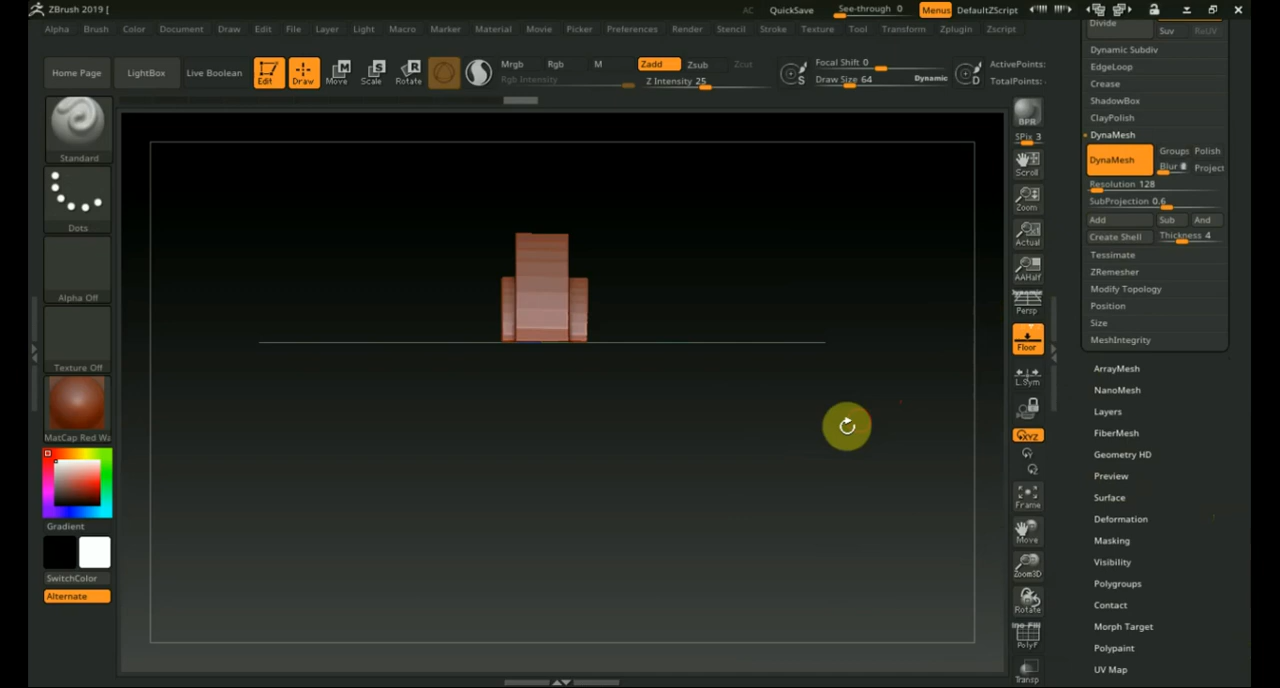 ZBrush 2019 [
AC QuickSave See-through 0 Menus DefaultZScript
Alpha Brush Color Document Draw Edit File Layer Light Macro Marker Material Movie Picker Preferences Render Stencil Stroke Texture Tool Transform Zplugin Zscript
Home Page LightBox Live Boolean Edit Draw Move Scale Rotate
Mrgb Rgb M Zadd Zsub Zcut
Rgb Intensity Z Intensity 25
Focal Shift 0
Draw Size 64 Dynamic
ActivePoints:
TotalPoints:
S
D
Standard
Dots
Alpha Off
Texture Off
MatCap Red Wa
Gradient
SwitchColor
Alternate
BPR
SPix 3
Scroll
Zoom
Actual
AAHalf
Dynamic
Persp
Floor
L.Sym
XYZ
Y
Z
Frame
Move
Zoom3D
Rotate
Line Fill
PolyF
Transp
Divide
Suv ReUV
Dynamic Subdiv
EdgeLoop
Crease
ShadowBox
ClayPolish
DynaMesh
DynaMesh Groups Polish
Blur Project
Resolution 128
SubProjection 0.6
Add Sub And
Create Shell Thickness 4
Tessimate
ZRemesher
Modify Topology
Position
Size
MeshIntegrity
ArrayMesh
NanoMesh
Layers
FiberMesh
Geometry HD
Preview
Surface
Deformation
Masking
Visibility
Polygroups
Contact
Morph Target
Polypaint
UV Map